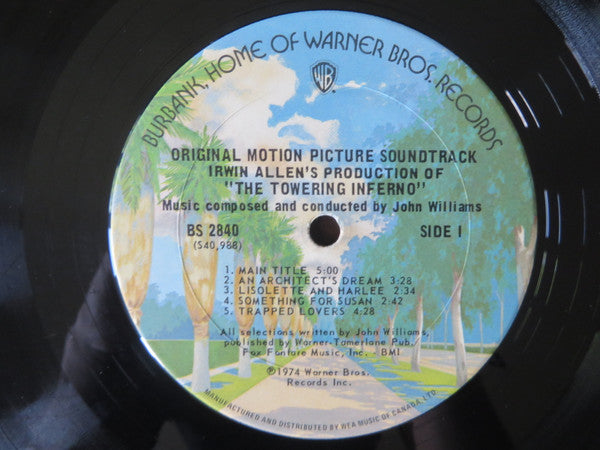 BURBANK, HOME OF WARNER BROS. RECORDS
WB
ORIGINAL MOTION PICTURE SOUNDTRACK
IRWIN ALLEN'S PRODUCTION OF
"THE TOWERING INFERNO"
Music composed and conducted by John Williams
BS 2840 SIDE 1
(S40,988)
1. MAIN TITLE 5:00
2. AN ARCHITECT'S DREAM 3:28
3. LISOLETTE AND HARLEE 2:34
4. SOMETHING FOR SUSAN 2:42
5. TRAPPED LOVERS 4:28
All selections written by John Williams,
published by Warner-Tamerlane Pub./
Fox Fanfare Music, Inc. - BMI
℗1974 Warner Bros.
Records Inc.
MANUFACTURED AND DISTRIBUTED BY WEA MUSIC OF CANADA, LTD.